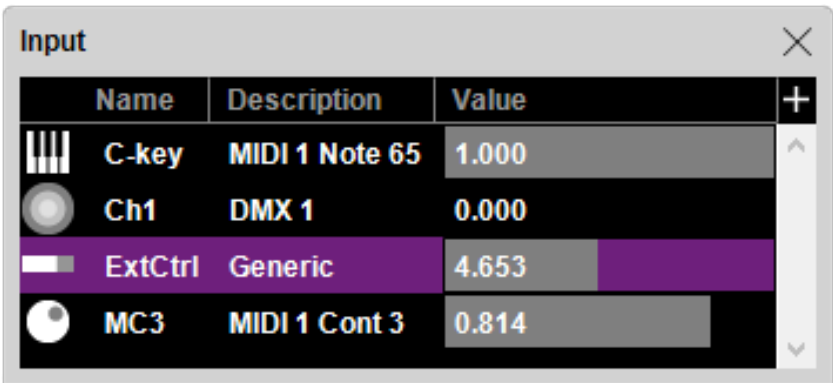 Input
Name Description Value
C-key MIDI 1 Note 65 1.000
Ch1 DMX 1 0.000
ExtCtrl Generic 4.653
MC3 MIDI 1 Cont 3 0.814